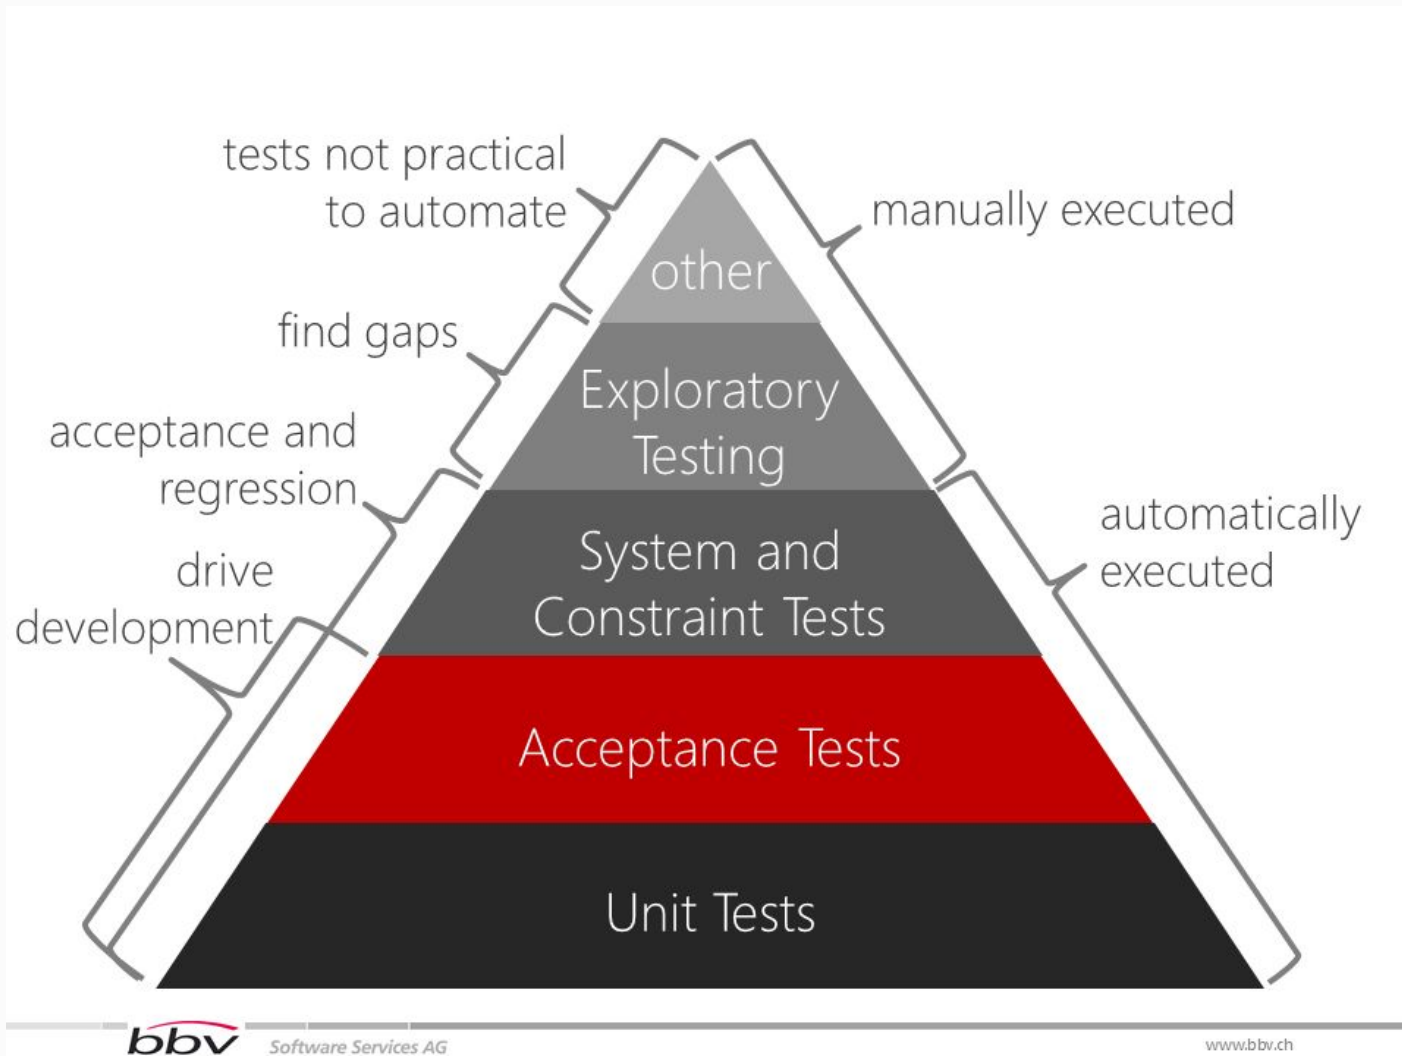 tests not practical
to automate
manually executed
other
find gaps
Exploratory
Testing
acceptance and
regression
System and
Constraint Tests
automatically
executed
drive
development
Acceptance Tests
Unit Tests
bbv
Software Services AG
www.bbv.ch